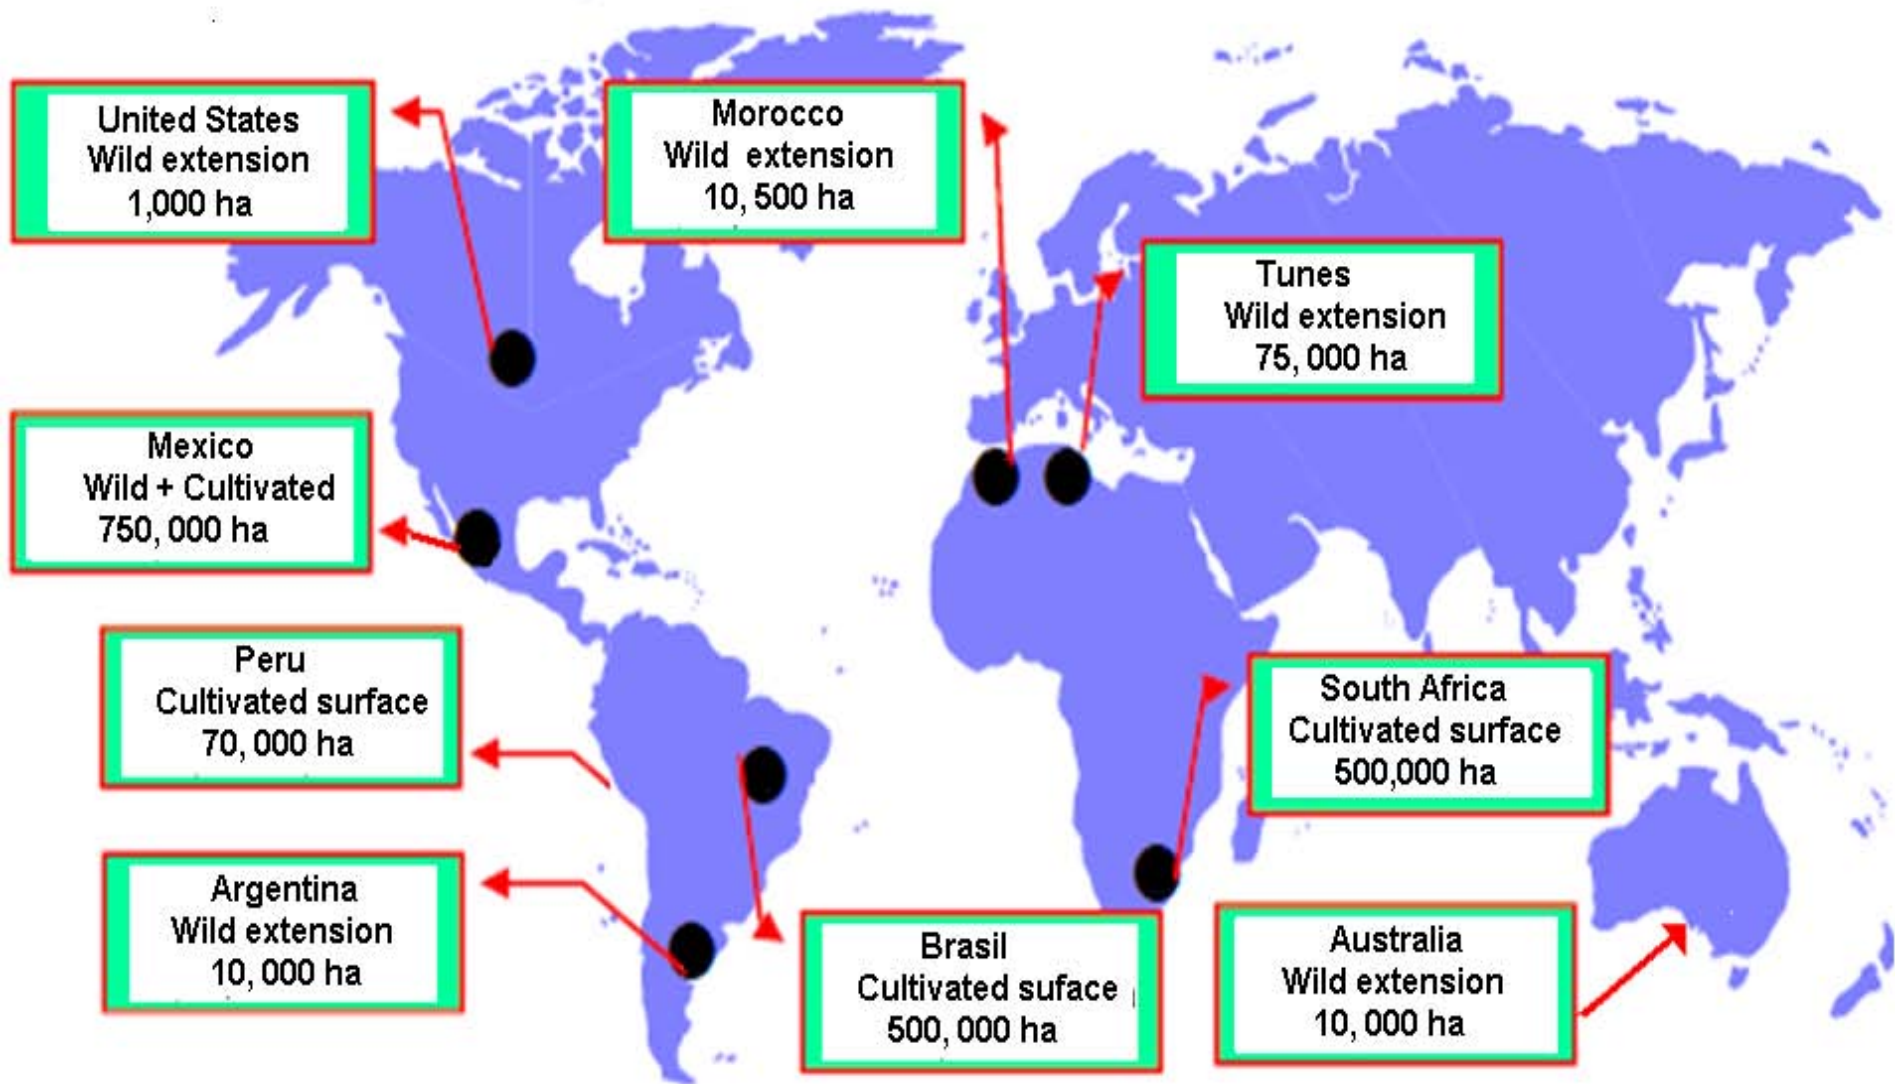 United States
Wild extension
1,000 ha
Morocco
Wild extension
10, 500 ha
Tunes
Wild extension
75, 000 ha
Mexico
Wild + Cultivated
750, 000 ha
Peru
Cultivated surface
70, 000 ha
South Africa
Cultivated surface
500,000 ha
Argentina
Wild extension
10, 000 ha
Brasil
Cultivated suface
500, 000 ha
Australia
Wild extension
10, 000 ha